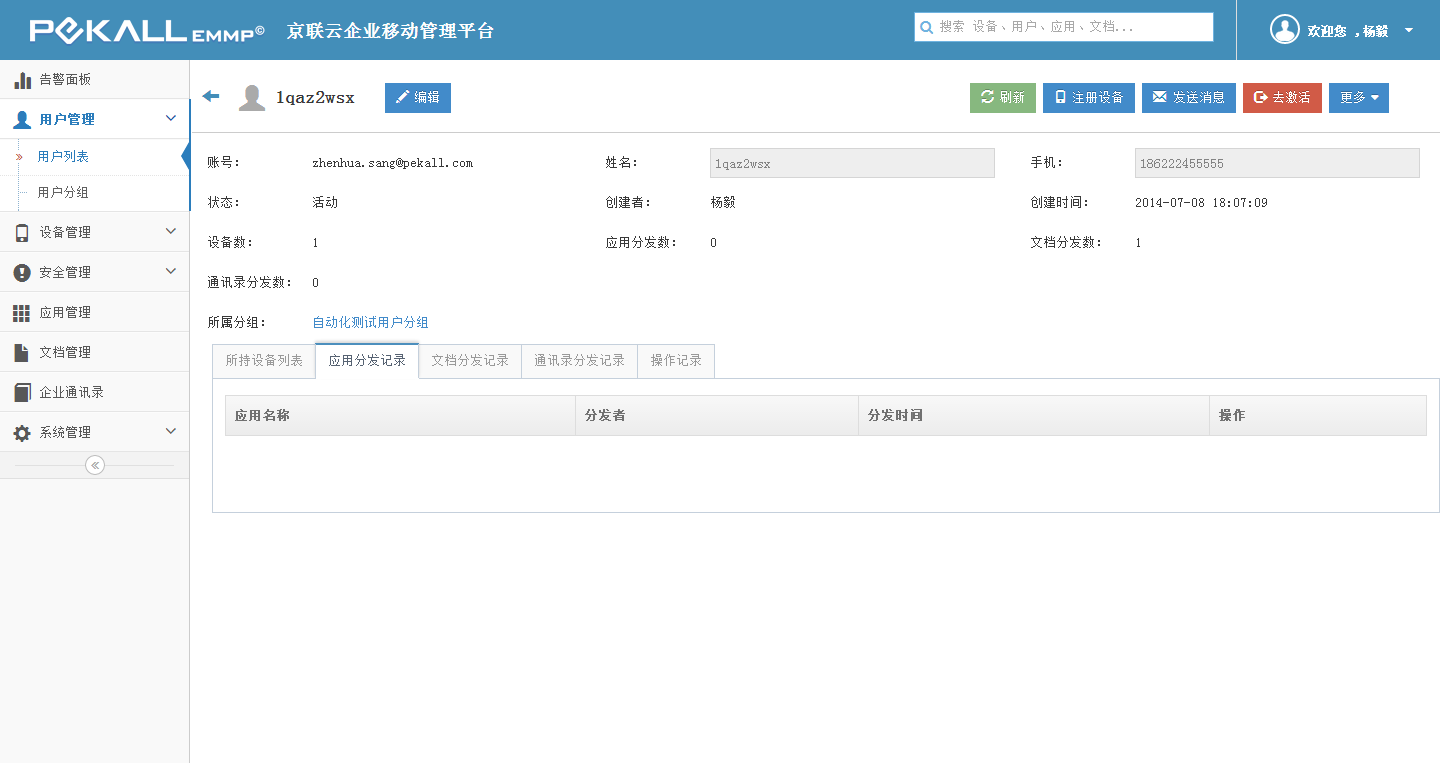 PEKALL EMMP© 京联云企业移动管理平台
搜索 设备、用户、应用、文档...
欢迎您 ，杨毅
告警面板
用户管理
用户列表
用户分组
设备管理
安全管理
应用管理
文档管理
企业通讯录
系统管理
1qaz2wsx
编辑
刷新 注册设备 发送消息 去激活 更多
账号： zhenhua.sang@pekall.com 姓名： 1qaz2wsx 手机： 186222455555
状态： 活动 创建者： 杨毅 创建时间： 2014-07-08 18:07:09
设备数： 1 应用分发数： 0 文档分发数： 1
通讯录分发数： 0
所属分组： 自动化测试用户分组
所持设备列表 应用分发记录 文档分发记录 通讯录分发记录 操作记录
应用名称 分发者 分发时间 操作